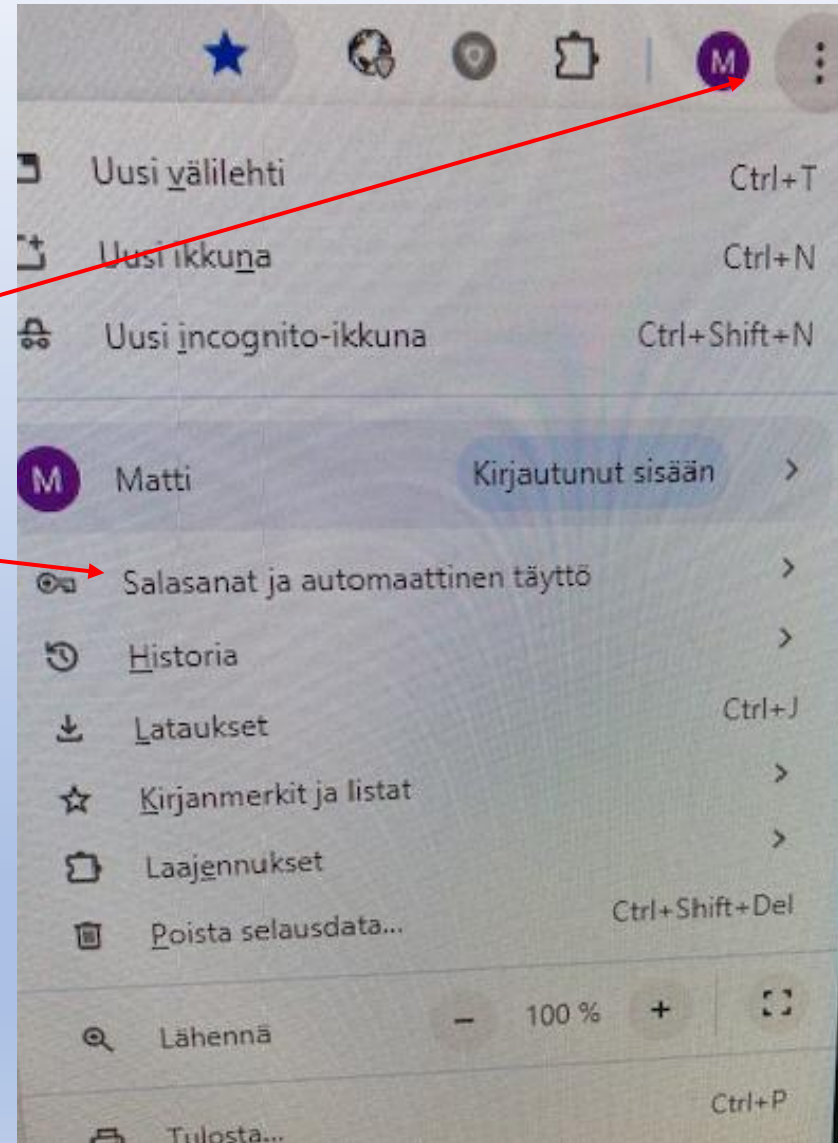 M
Uusi välilehti Ctrl+T
Uusi ikkuna Ctrl+N
Uusi incognito-ikkuna Ctrl+Shift+N
M Matti Kirjautunut sisään
Salasanat ja automaattinen täyttö
Historia
Lataukset Ctrl+J
Kirjanmerkit ja listat
Laajennukset
Poista selausdata... Ctrl+Shift+Del
Lähennä − 100 % +
Tulosta... Ctrl+P